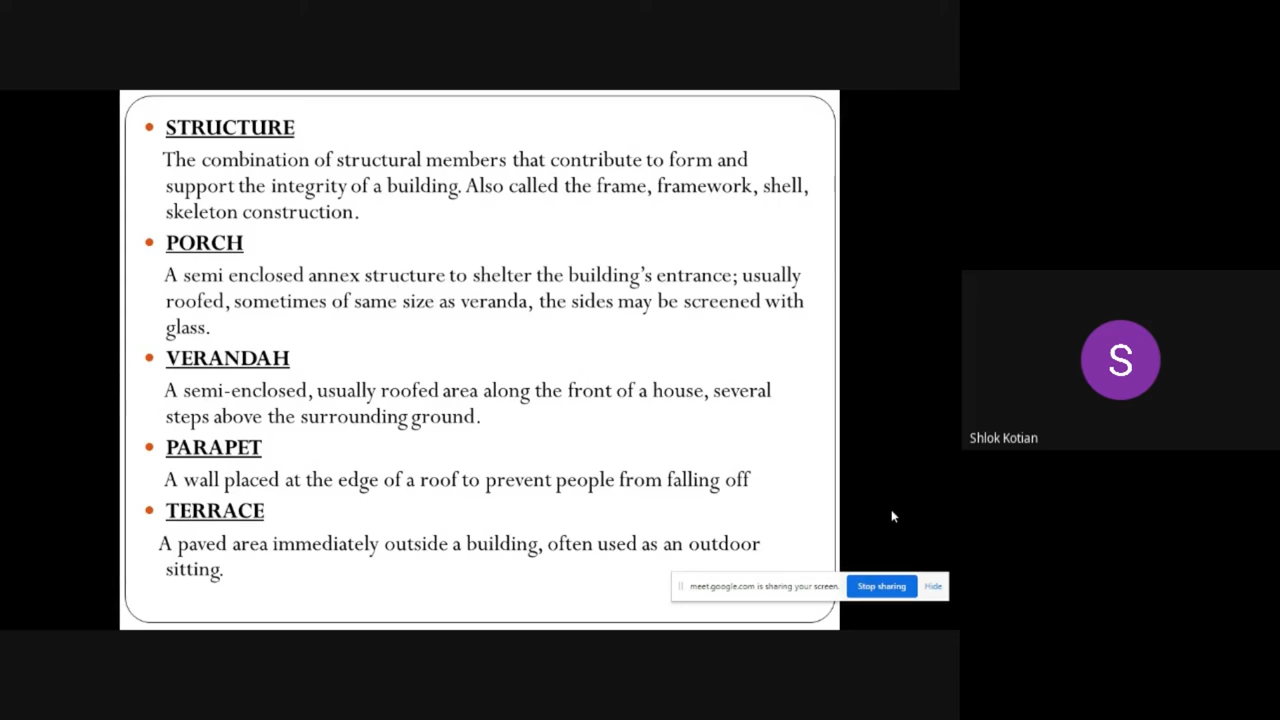 STRUCTURE
The combination of structural members that contribute to form and
support the integrity of a building. Also called the frame, framework, shell,
skeleton construction.
PORCH
A semi enclosed annex structure to shelter the building's entrance; usually
roofed, sometimes of same size as veranda, the sides may be screened with
glass.
VERANDAH
A semi-enclosed, usually roofed area along the front of a house, several
steps above the surrounding ground.
PARAPET
A wall placed at the edge of a roof to prevent people from falling off
TERRACE
A paved area immediately outside a building, often used as an outdoor
sitting.
meet.google.com is sharing your screen. Stop sharing Hide
S
Shlok Kotian